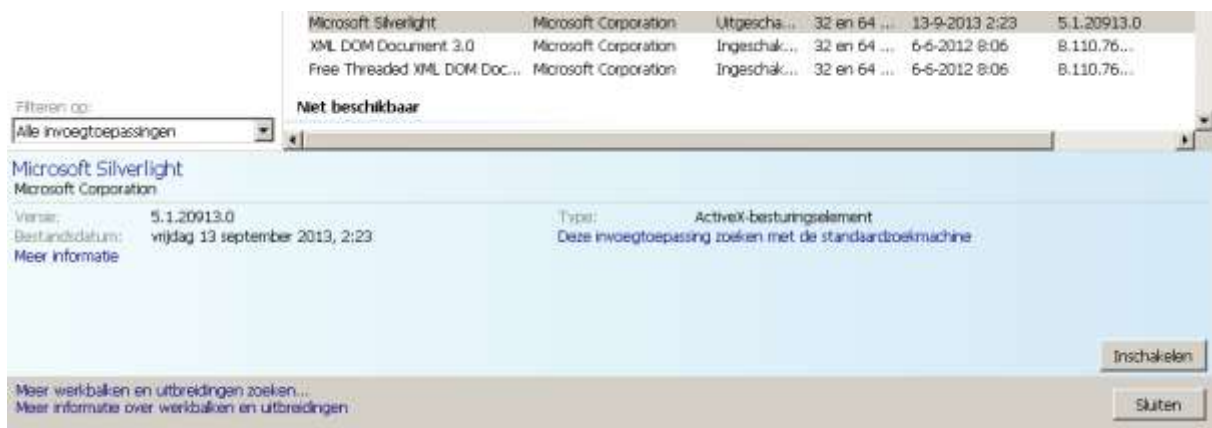 Microsoft Silverlight Microsoft Corporation Uitgescha... 32 en 64 ... 13-9-2013 2:23 5.1.20913.0
XML DOM Document 3.0 Microsoft Corporation Ingeschak... 32 en 64 ... 6-6-2012 8:06 8.110.76...
Free Threaded XML DOM Doc... Microsoft Corporation Ingeschak... 32 en 64 ... 6-6-2012 8:06 8.110.76...
Filteren op:
Niet beschikbaar
Alle invoegtoepassingen
Microsoft Silverlight
Microsoft Corporation
Versie: 5.1.20913.0 Type: ActiveX-besturingselement
Bestandsdatum: vrijdag 13 september 2013, 2:23 Deze invoegtoepassing zoeken met de standaardzoekmachine
Meer informatie
Inschakelen
Meer werkbalken en uitbreidingen zoeken...
Meer informatie over werkbalken en uitbreidingen
Sluiten